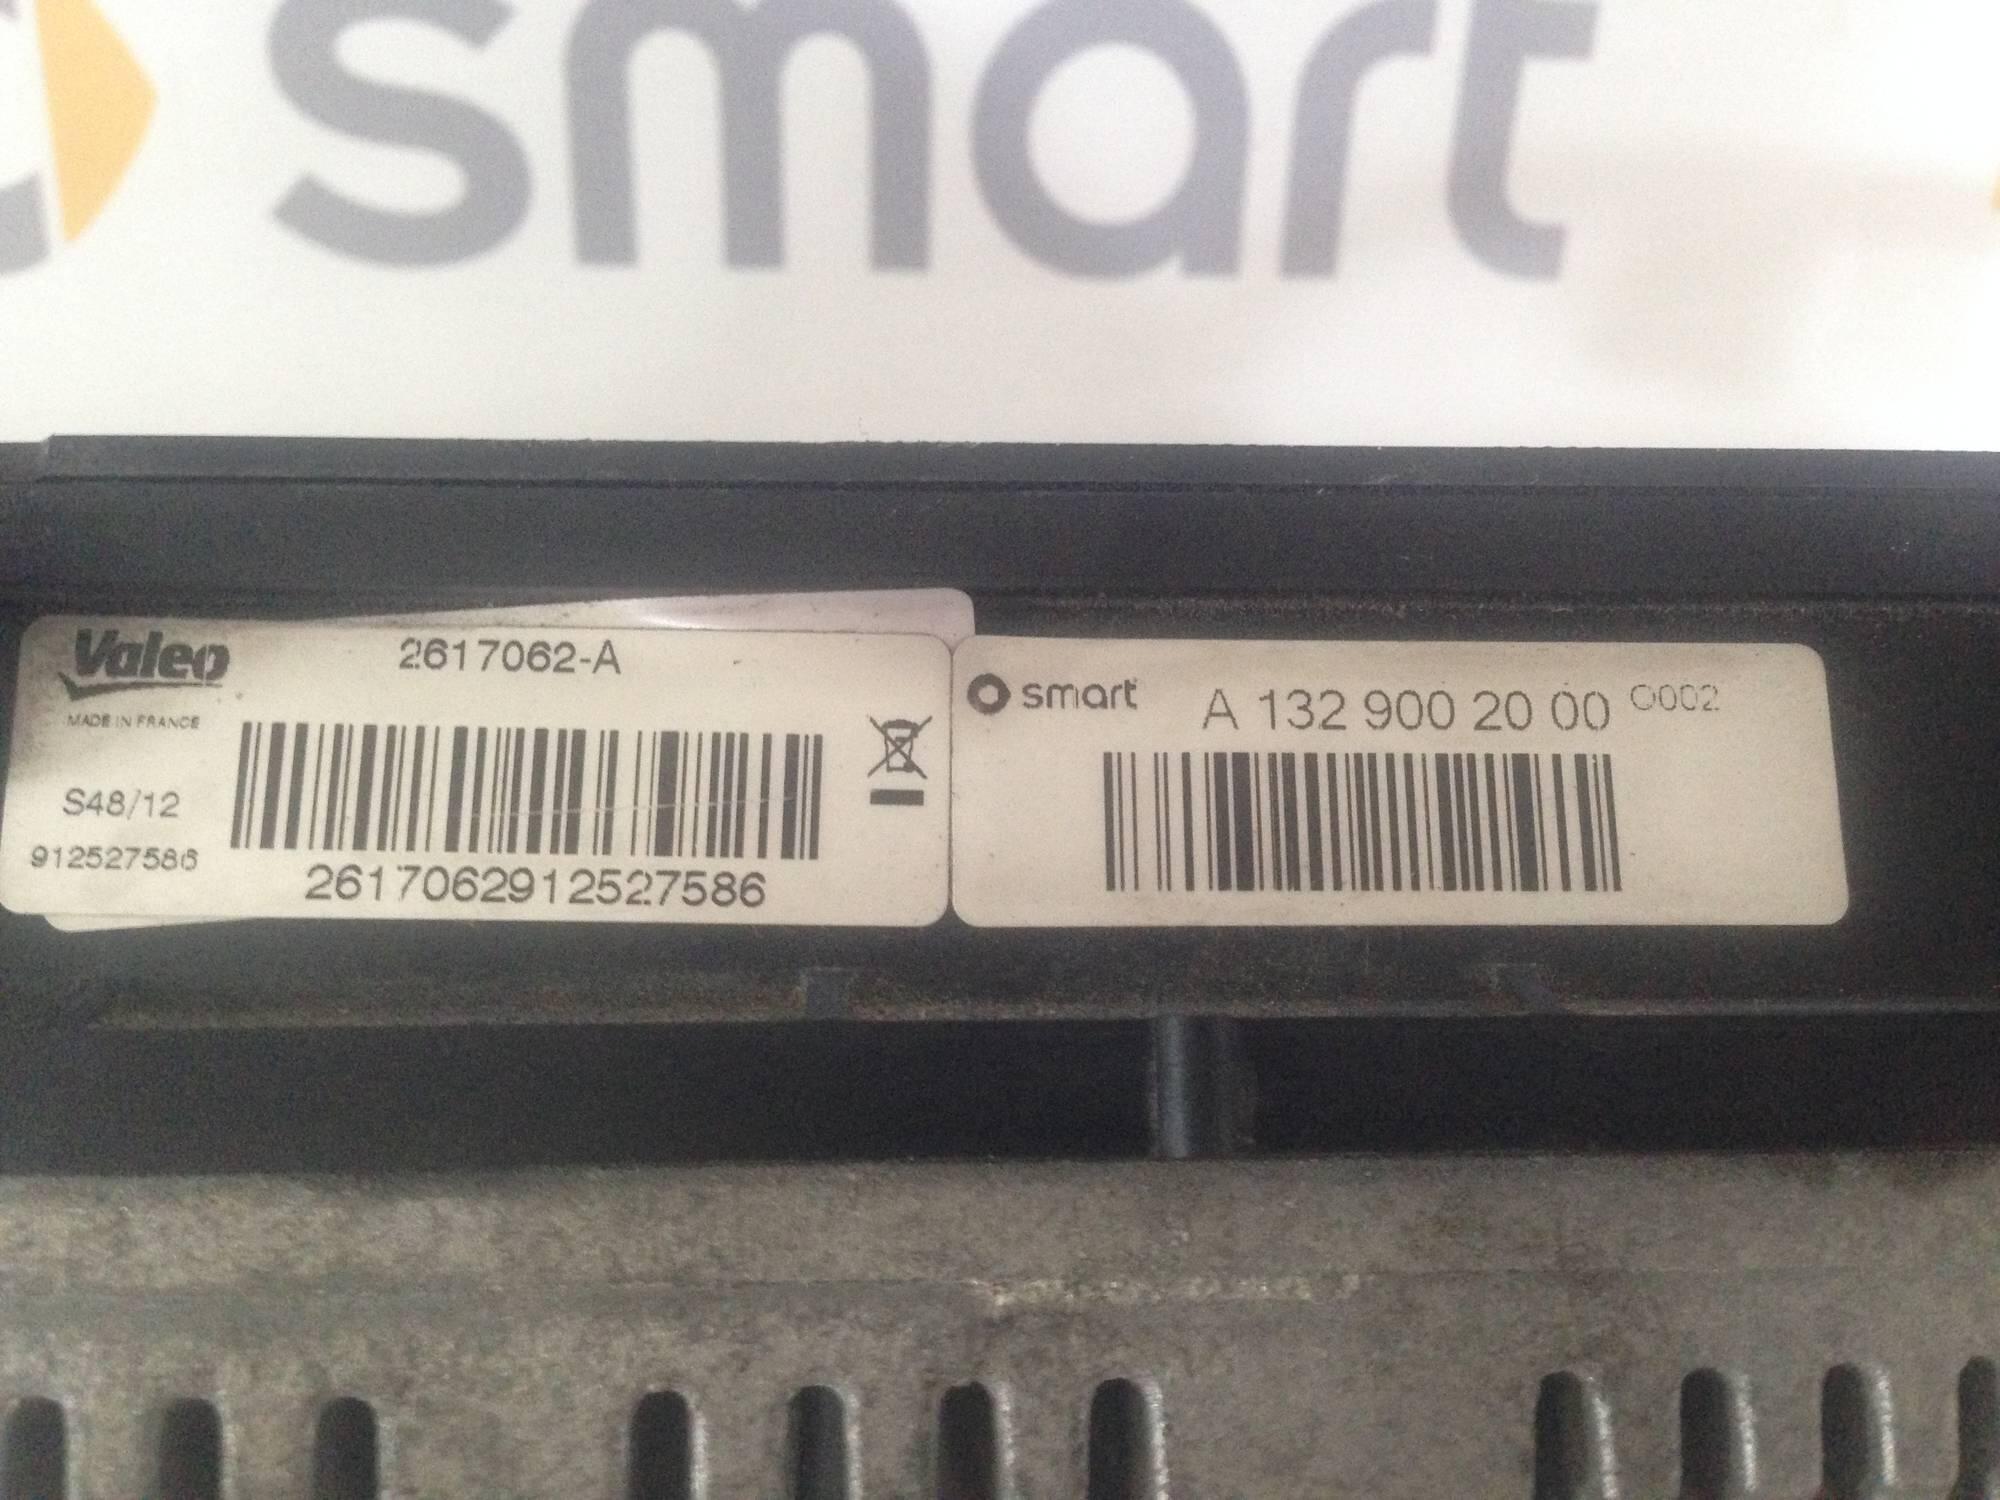 smart
Valeo
MADE IN FRANCE
2617062-A
S48/12
912527586
2617062912527586
smart
A 132 900 20 00 0002